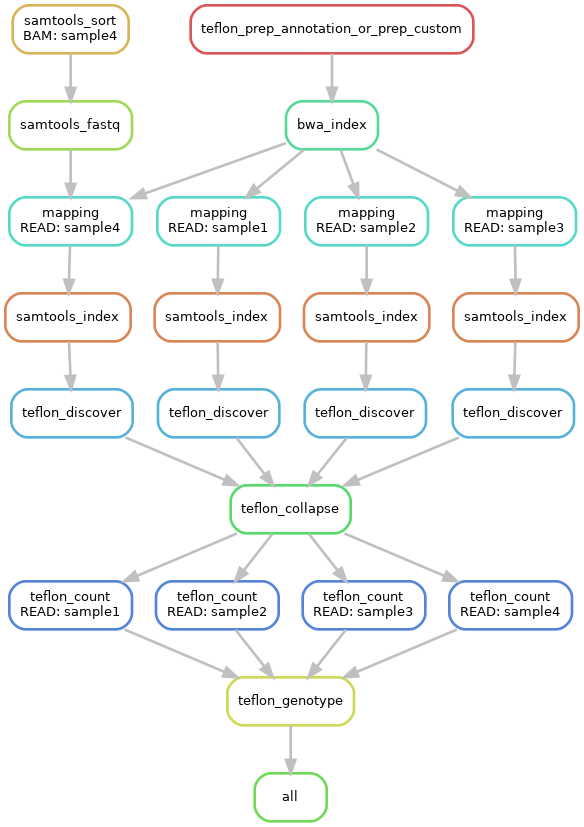 samtools_sort
BAM: sample4
teflon_prep_annotation_or_prep_custom
samtools_fastq
bwa_index
mapping
READ: sample4
mapping
READ: sample1
mapping
READ: sample2
mapping
READ: sample3
samtools_index
samtools_index
samtools_index
samtools_index
teflon_discover
teflon_discover
teflon_discover
teflon_discover
teflon_collapse
teflon_count
READ: sample1
teflon_count
READ: sample2
teflon_count
READ: sample3
teflon_count
READ: sample4
teflon_genotype
all